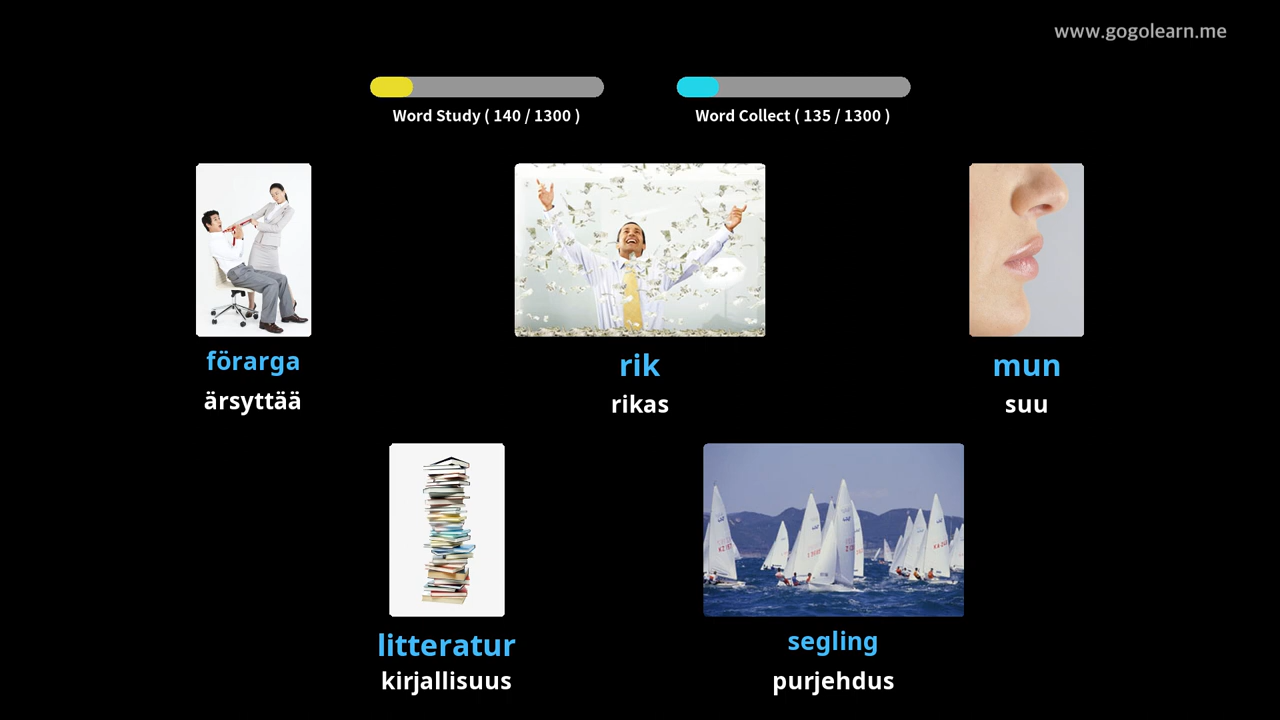 www.gogolearn.me
Word Study ( 140 / 1300 )
Word Collect ( 135 / 1300 )
förarga
ärsyttää
rik
rikas
mun
suu
litteratur
kirjallisuus
segling
purjehdus